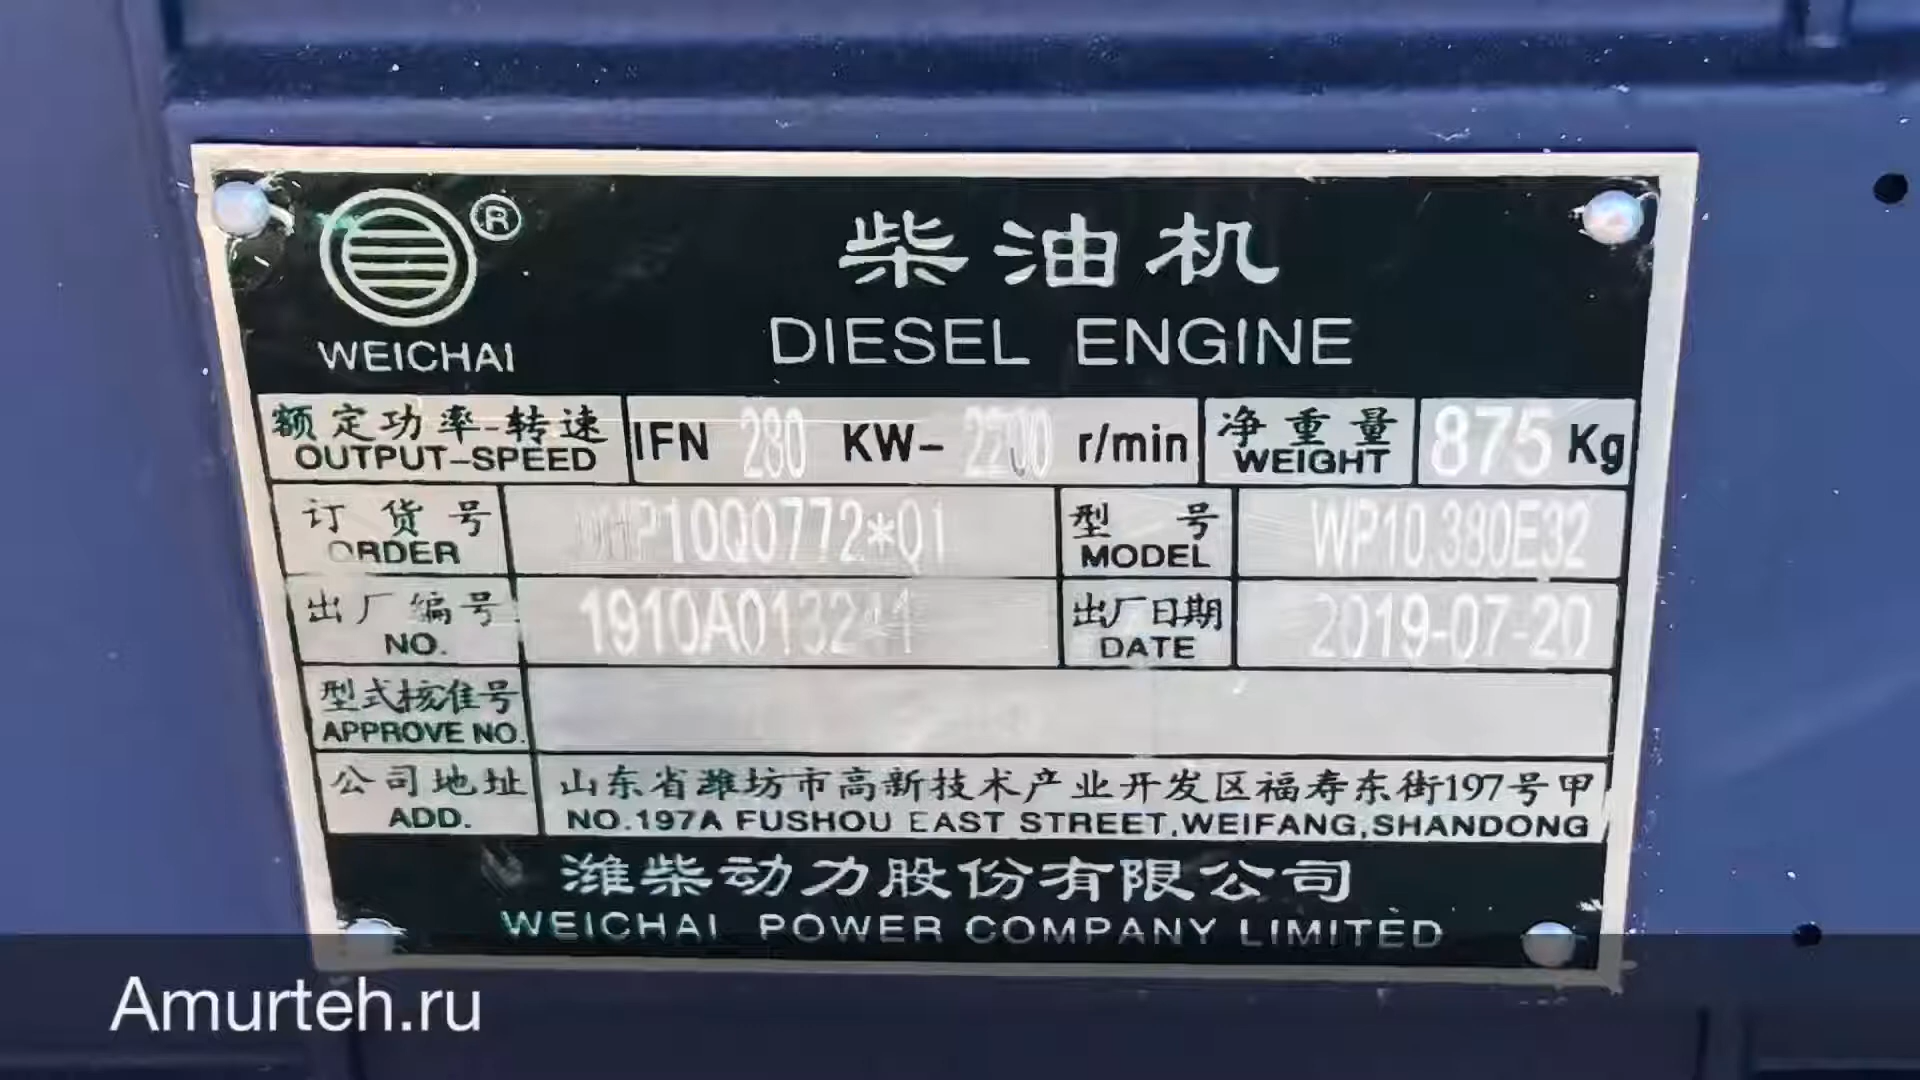 ®
WEICHAI
柴油机
DIESEL ENGINE
额定功率-转速
OUTPUT-SPEED
IFN 280 KW- 2200 r/min
净重量
WEIGHT
875 Kg
订货号
ORDER
P10Q0772*Q1
型号
MODEL
WP10.380E32
出厂编号
NO.
出厂日期
DATE
2019-07-20
型式核准号
APPROVE NO.
公司地址
ADD.
山东省潍坊市高新技术产业开发区福寿东街197号甲
NO.197A FUSHOU EAST STREET,WEIFANG,SHANDONG
潍柴动力股份有限公司
WEICHAI POWER COMPANY LIMITED
Amurteh.ru